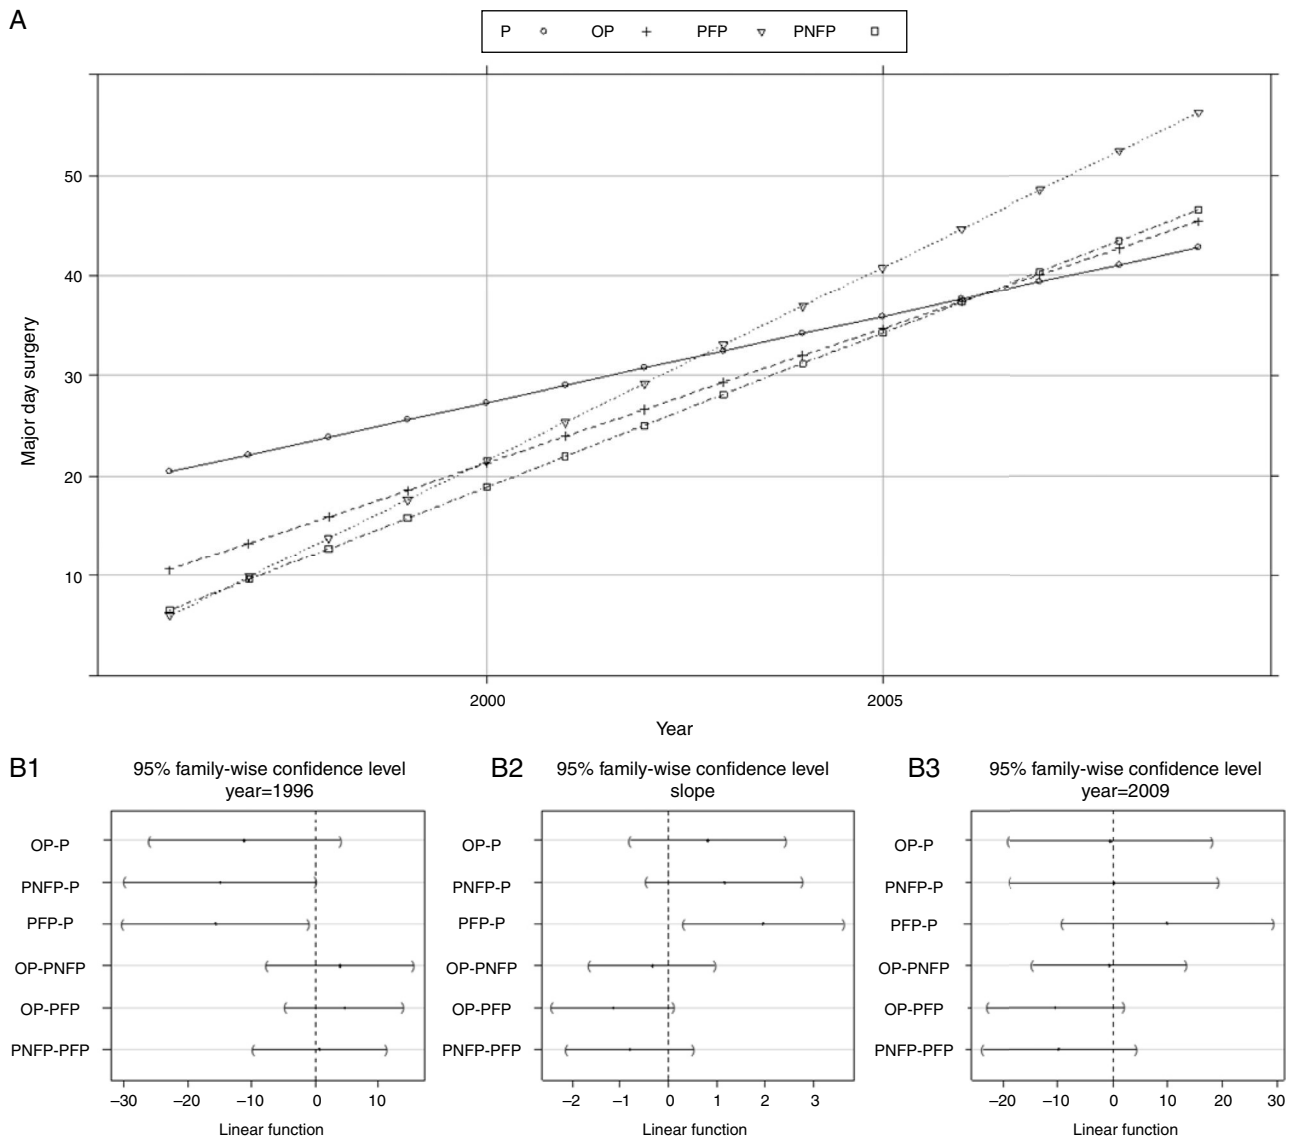 A
P OP PFP PNFP
50
40
30
20
10
Major day surgery
2000 2005
Year
B1
95% family-wise confidence level
year=1996
OP-P
PNFP-P
PFP-P
OP-PNFP
OP-PFP
PNFP-PFP
–30 –20 –10 0 10
Linear function
B2
95% family-wise confidence level
slope
OP-P
PNFP-P
PFP-P
OP-PNFP
OP-PFP
PNFP-PFP
–2 –1 0 1 2 3
Linear function
B3
95% family-wise confidence level
year=2009
OP-P
PNFP-P
PFP-P
OP-PNFP
OP-PFP
PNFP-PFP
–20 –10 0 10 20 30
Linear function